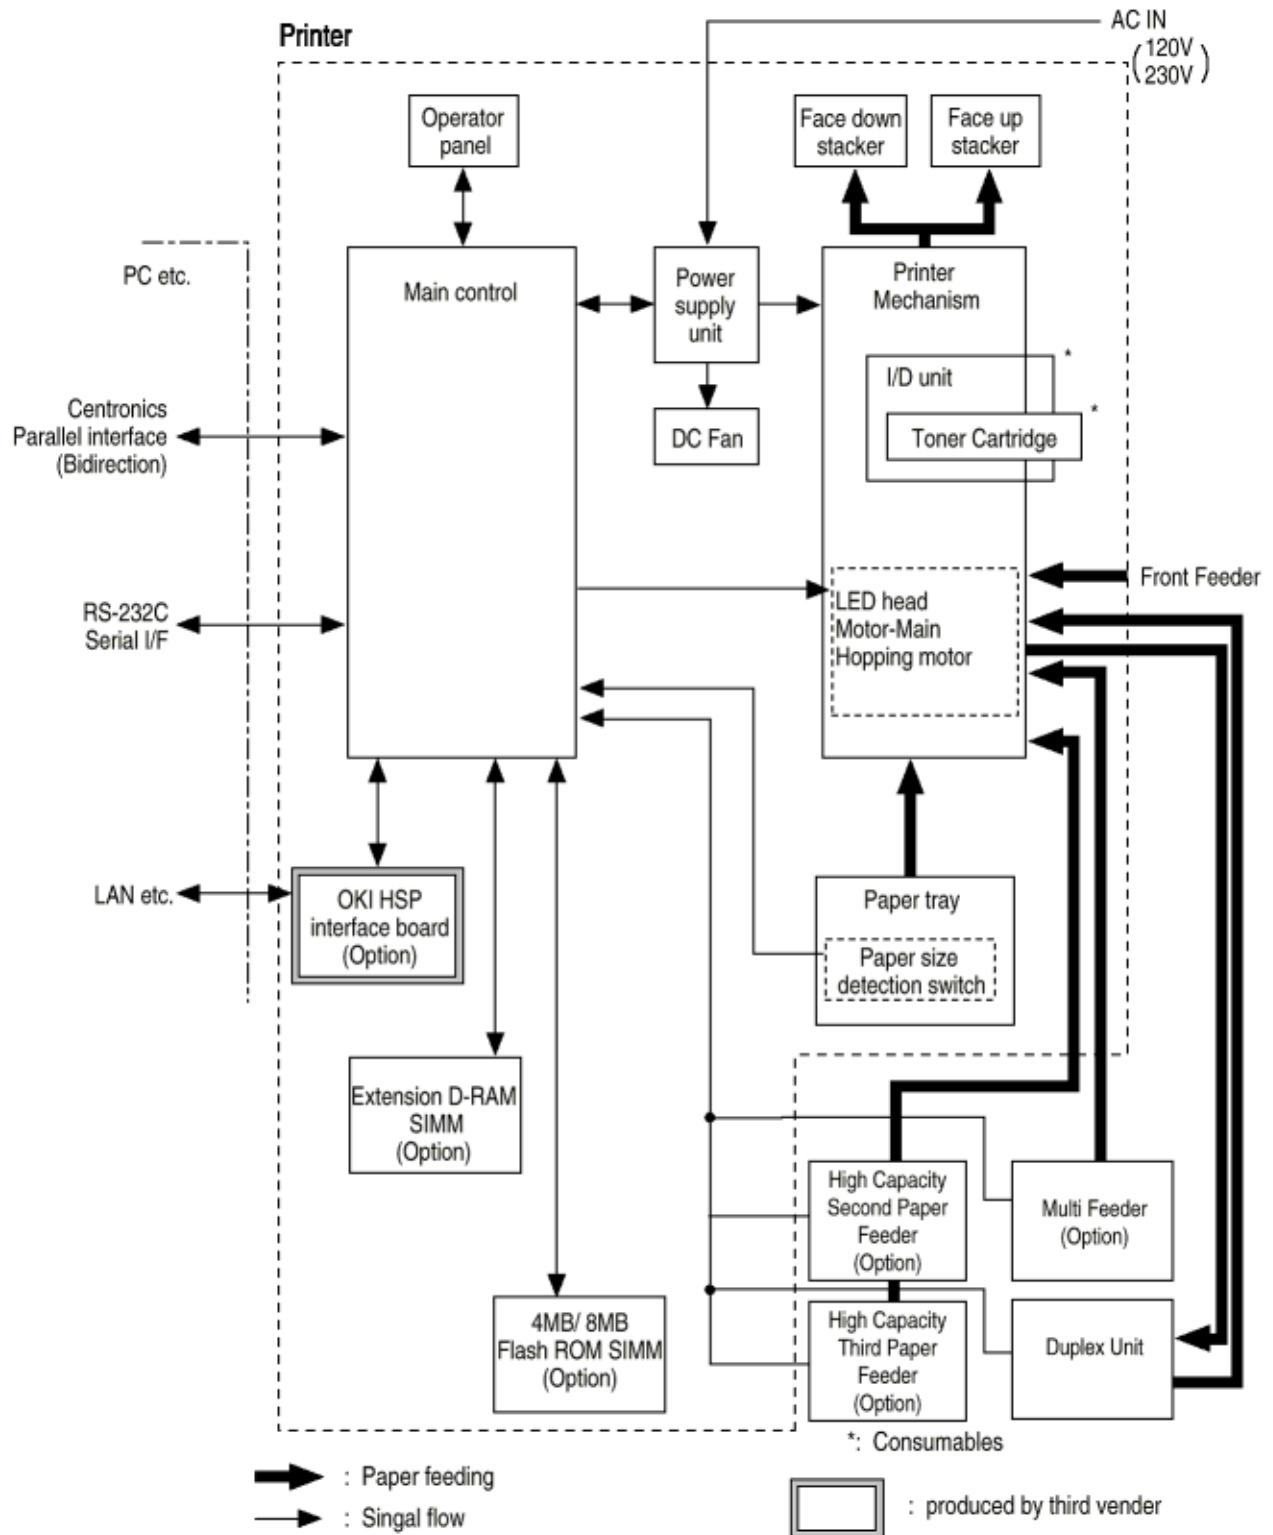 AC IN
(120V
230V)
Printer
Operator
panel
Face down
stacker
Face up
stacker
PC etc.
Main control
Power
supply
unit
Printer
Mechanism
*
I/D unit
*
Toner Cartridge
DC Fan
Centronics
Parallel interface
(Bidirection)
Front Feeder
LED head
Motor-Main
Hopping motor
RS-232C
Serial I/F
LAN etc.
OKI HSP
interface board
(Option)
Paper tray
Paper size
detection switch
Extension D-RAM
SIMM
(Option)
High Capacity
Second Paper
Feeder
(Option)
Multi Feeder
(Option)
4MB/ 8MB
Flash ROM SIMM
(Option)
High Capacity
Third Paper
Feeder
(Option)
Duplex Unit
*: Consumables
: Paper feeding
: Singal flow
: produced by third vender